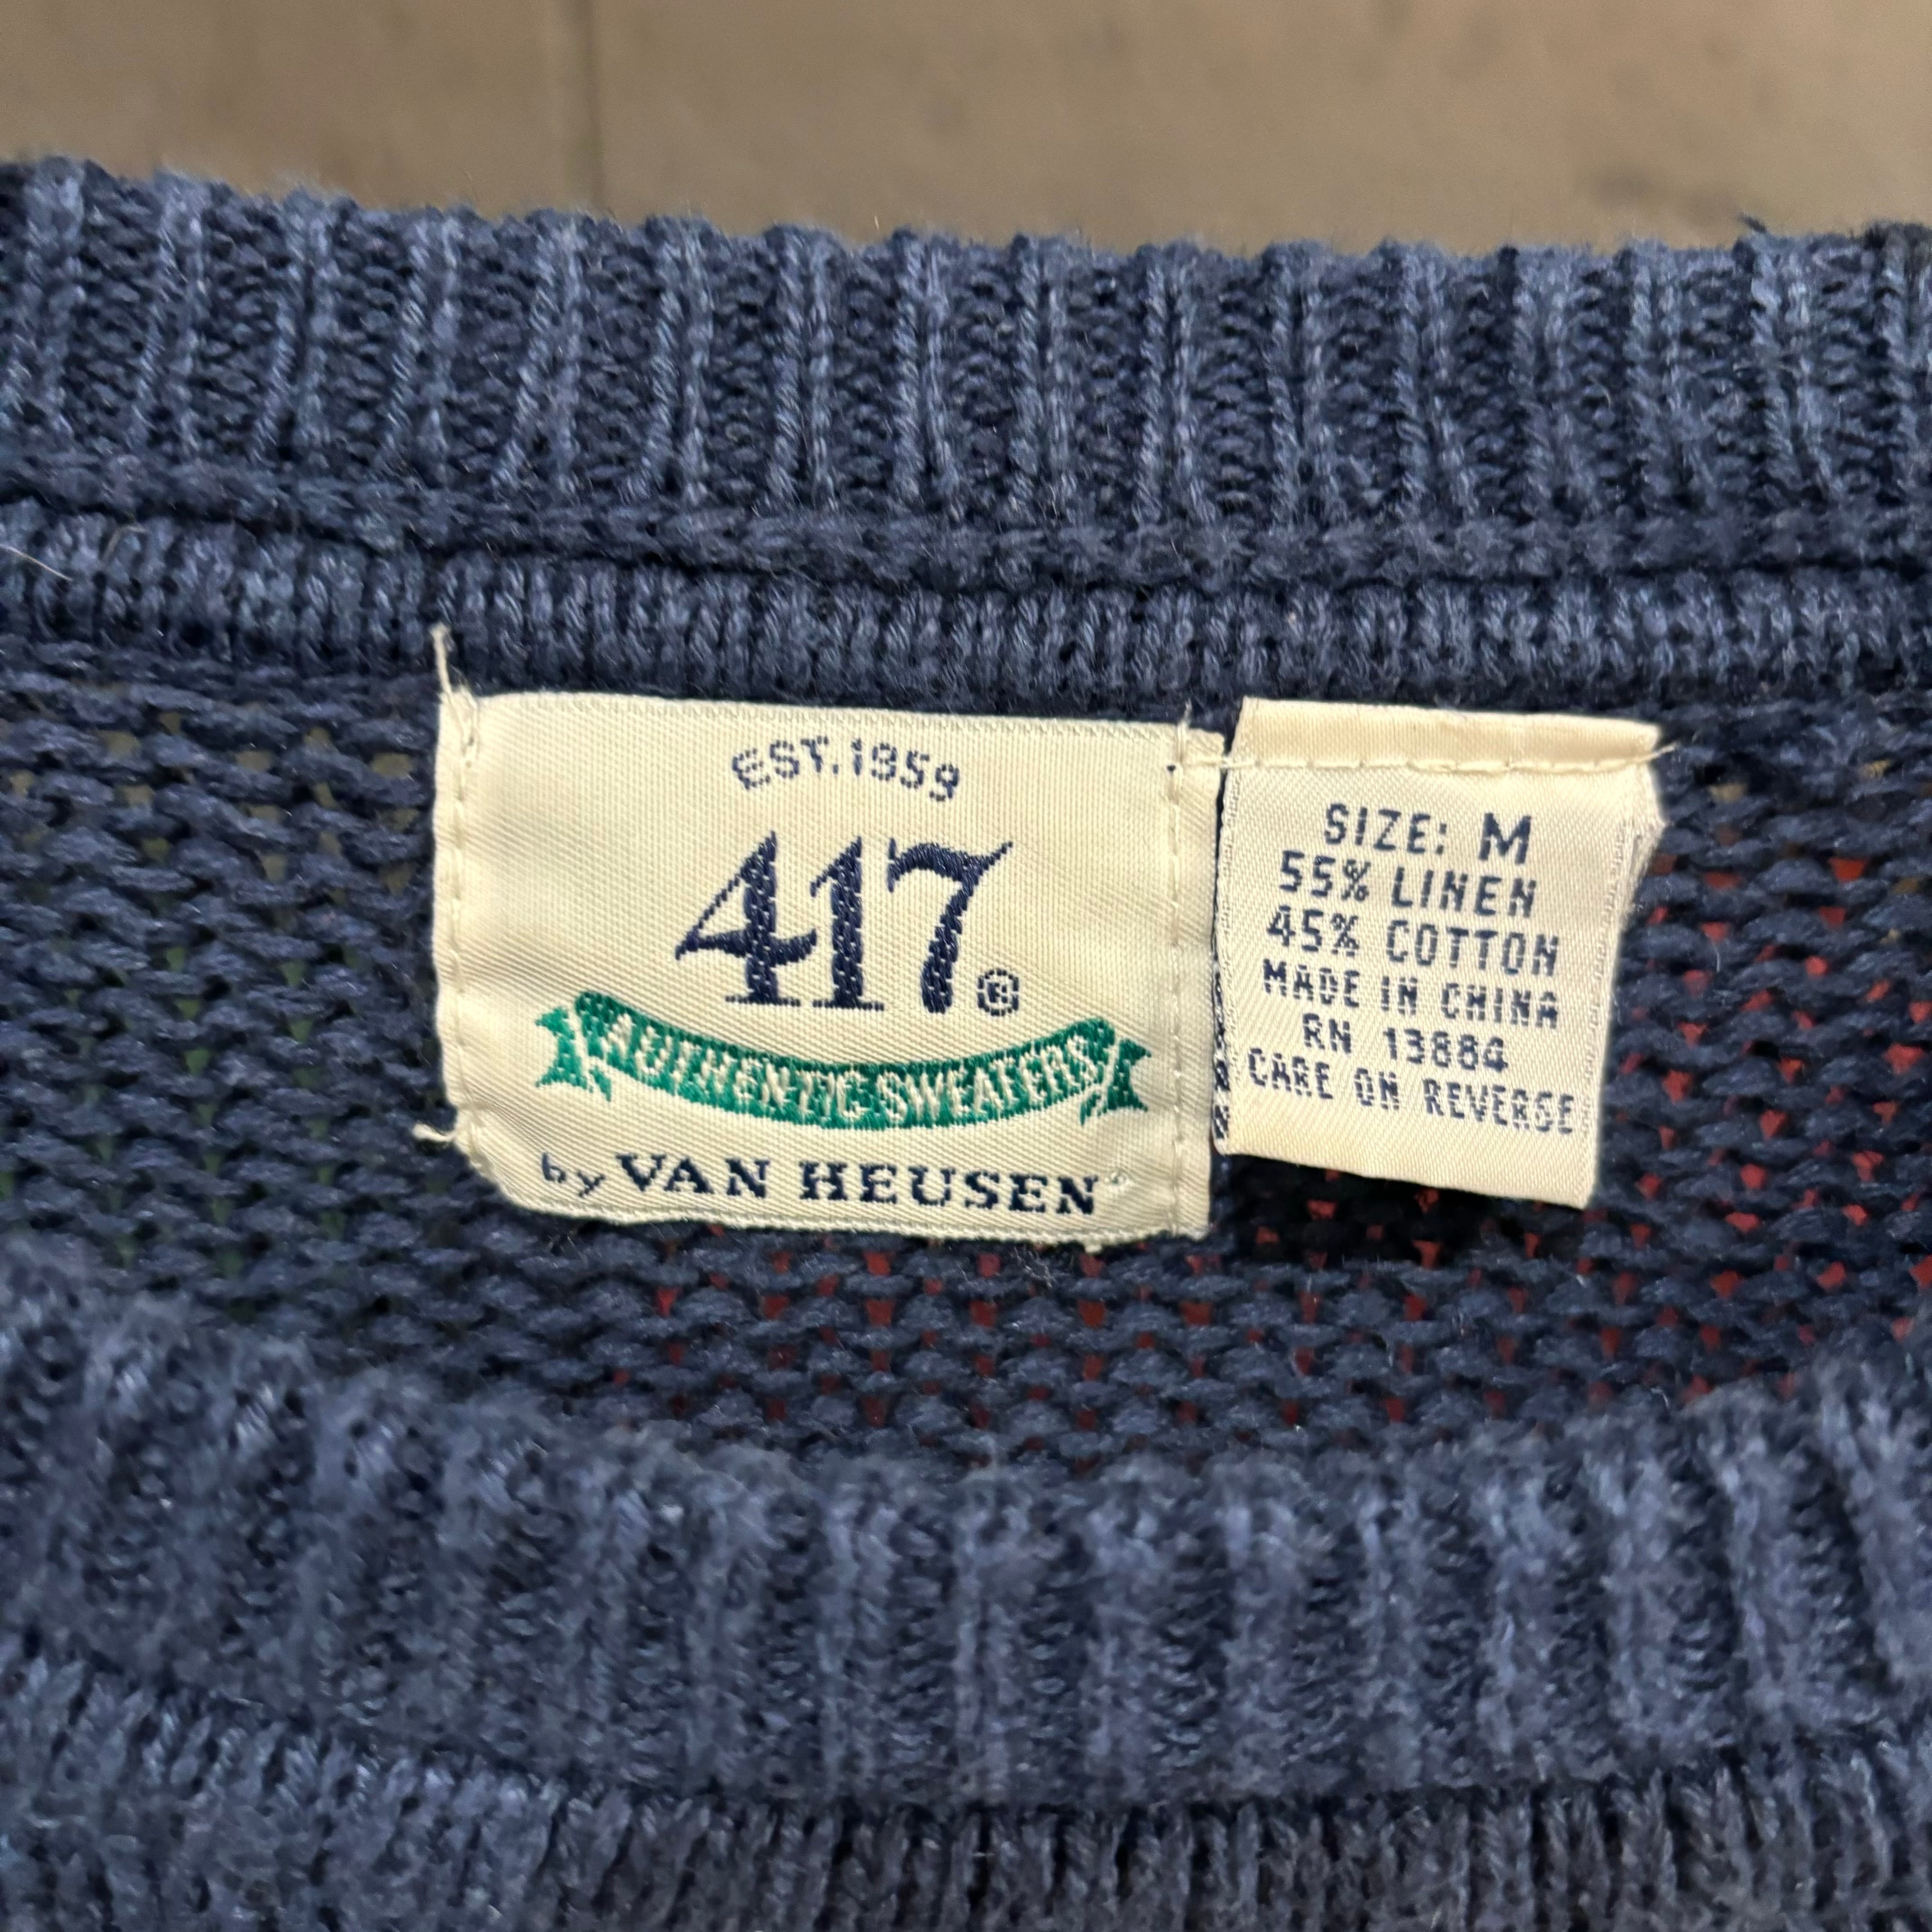 EST. 1959
417®
AUTHENTIC SWEATERS
by VAN HEUSEN
SIZE: M
55% LINEN
45% COTTON
MADE IN CHINA
RN 13884
CARE ON REVERSE